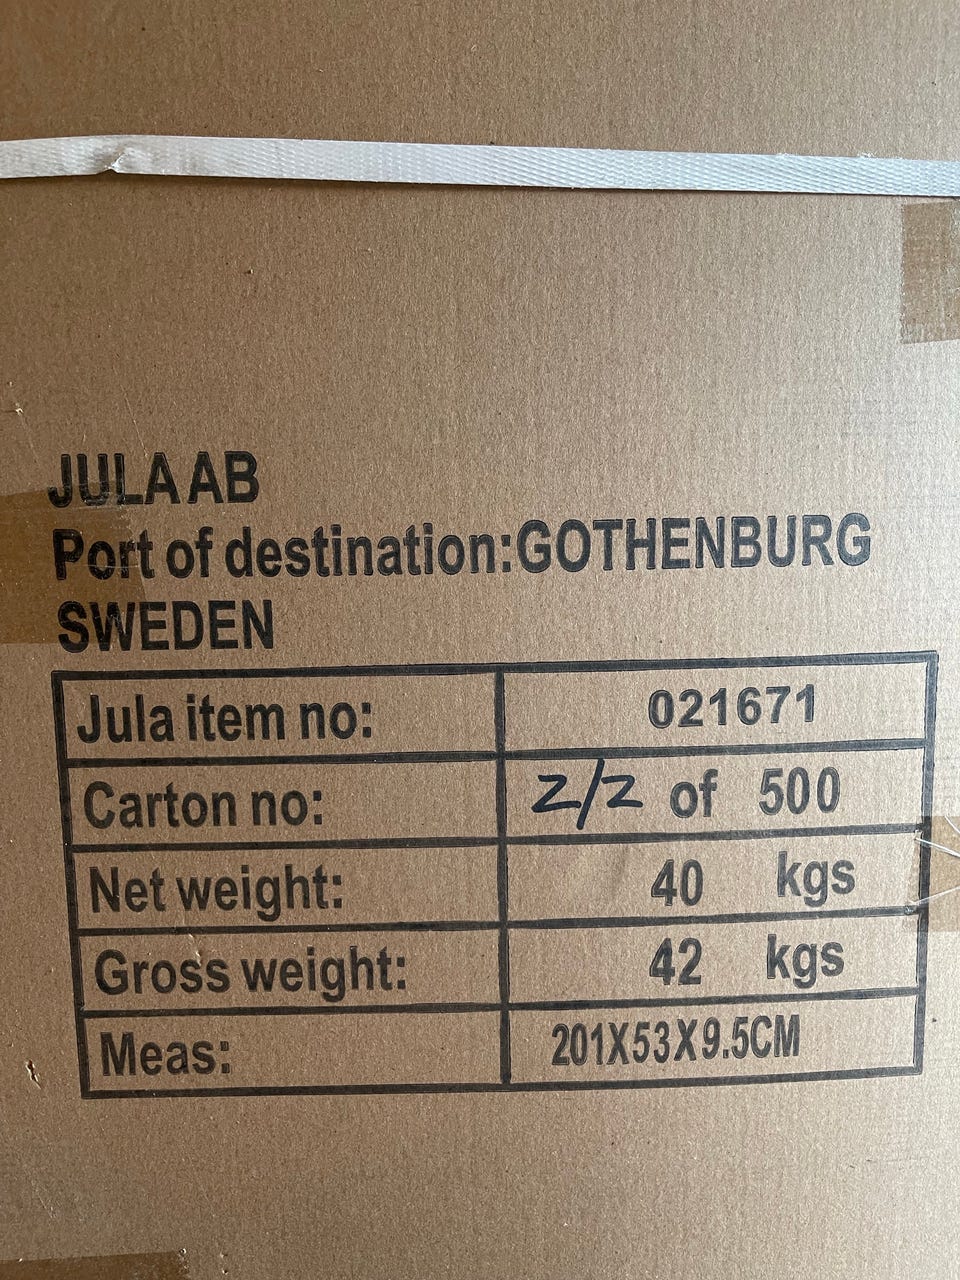 JULA AB
Port of destination:GOTHENBURG
SWEDEN
Jula item no: 021671
Carton no: 2/2 of 500
Net weight: 40 kgs
Gross weight: 42 kgs
Meas: 201X53X9.5CM